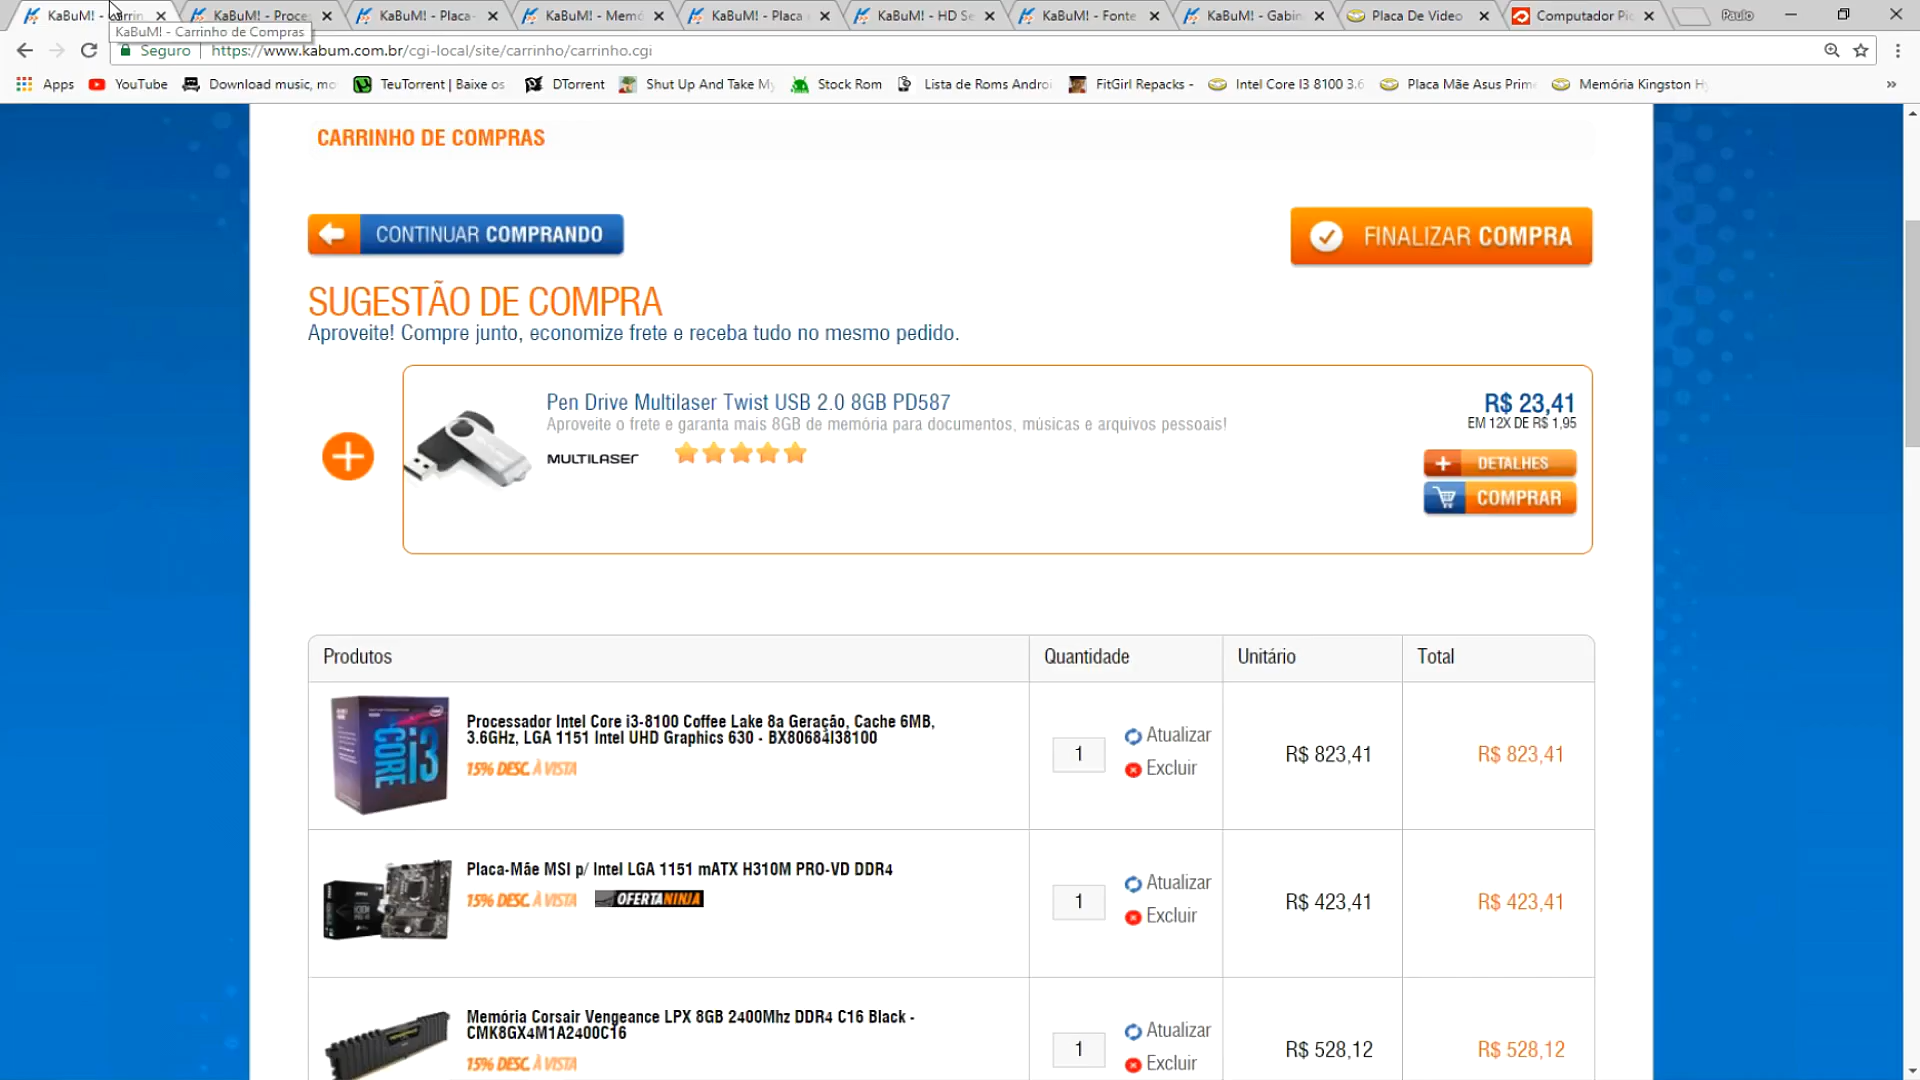 KaBuM! - Carrin
KaBuM! - Proces
KaBuM! - Placa-
KaBuM! - Memó
KaBuM! - Placa
KaBuM! - HD Se
KaBuM! - Fonte
KaBuM! - Gabin
Placa De Video
Computador Pic
Paulo
KaBuM! - Carrinho de Compras
Seguro
https://www.kabum.com.br/cgi-local/site/carrinho/carrinho.cgi
Apps
YouTube
Download music, mo
TeuTorrent | Baixe os
DTorrent
Shut Up And Take My
Stock Rom
Lista de Roms Androi
FitGirl Repacks -
Intel Core I3 8100 3.6
Placa Mãe Asus Prime
Memória Kingston Hy
»
CARRINHO DE COMPRAS
CONTINUAR COMPRANDO
FINALIZAR COMPRA
SUGESTÃO DE COMPRA
Aproveite! Compre junto, economize frete e receba tudo no mesmo pedido.
Pen Drive Multilaser Twist USB 2.0 8GB PD587
Aproveite o frete e garanta mais 8GB de memória para documentos, músicas e arquivos pessoais!
MULTILASER
R$ 23,41
EM 12X DE R$ 1,95
DETALHES
COMPRAR
Produtos
Quantidade
Unitário
Total
CORE i3
Processador Intel Core i3-8100 Coffee Lake 8a Geração, Cache 6MB,
3.6GHz, LGA 1151 Intel UHD Graphics 630 - BX80684I38100
15% DESC. À VISTA
1
Atualizar
Excluir
R$ 823,41
R$ 823,41
Placa-Mãe MSI p/ Intel LGA 1151 mATX H310M PRO-VD DDR4
15% DESC. À VISTA
OFERTANINJA
1
Atualizar
Excluir
R$ 423,41
R$ 423,41
Memória Corsair Vengeance LPX 8GB 2400Mhz DDR4 C16 Black -
CMK8GX4M1A2400C16
15% DESC. À VISTA
1
Atualizar
Excluir
R$ 528,12
R$ 528,12